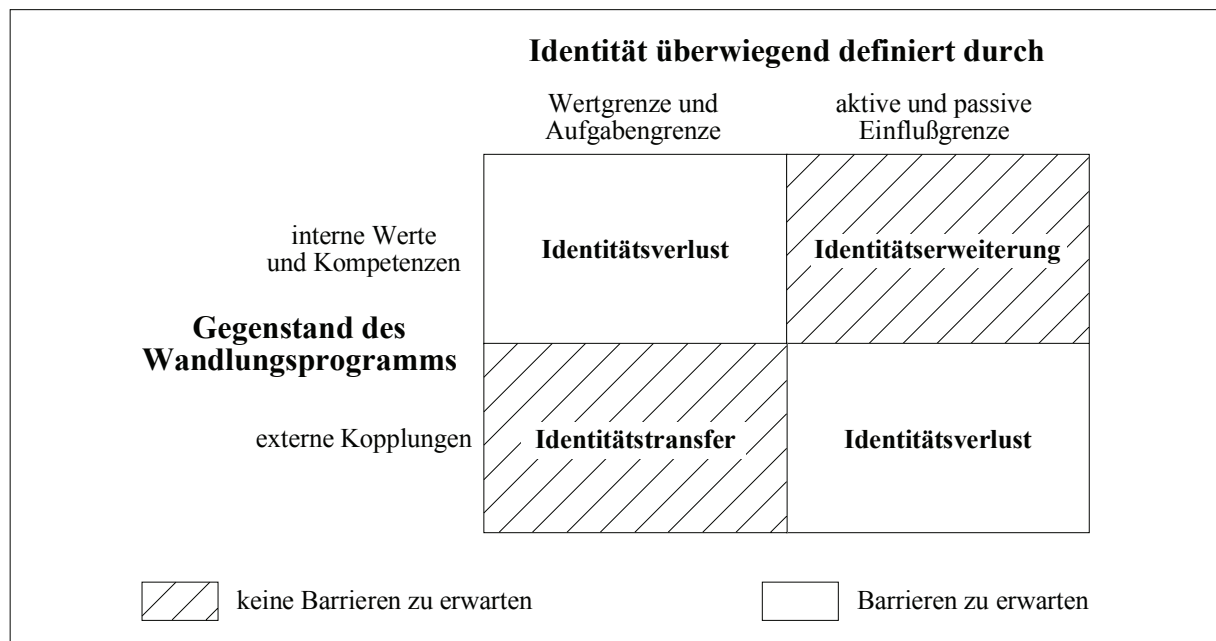 Identität überwiegend definiert durch
Wertgrenze und
Aufgabengrenze
aktive und passive
Einflußgrenze
interne Werte
und Kompetenzen
Identitätsverlust
Identitätserweiterung
Gegenstand des
Wandlungsprogramms
externe Kopplungen
Identitätstransfer
Identitätsverlust
keine Barrieren zu erwarten
Barrieren zu erwarten